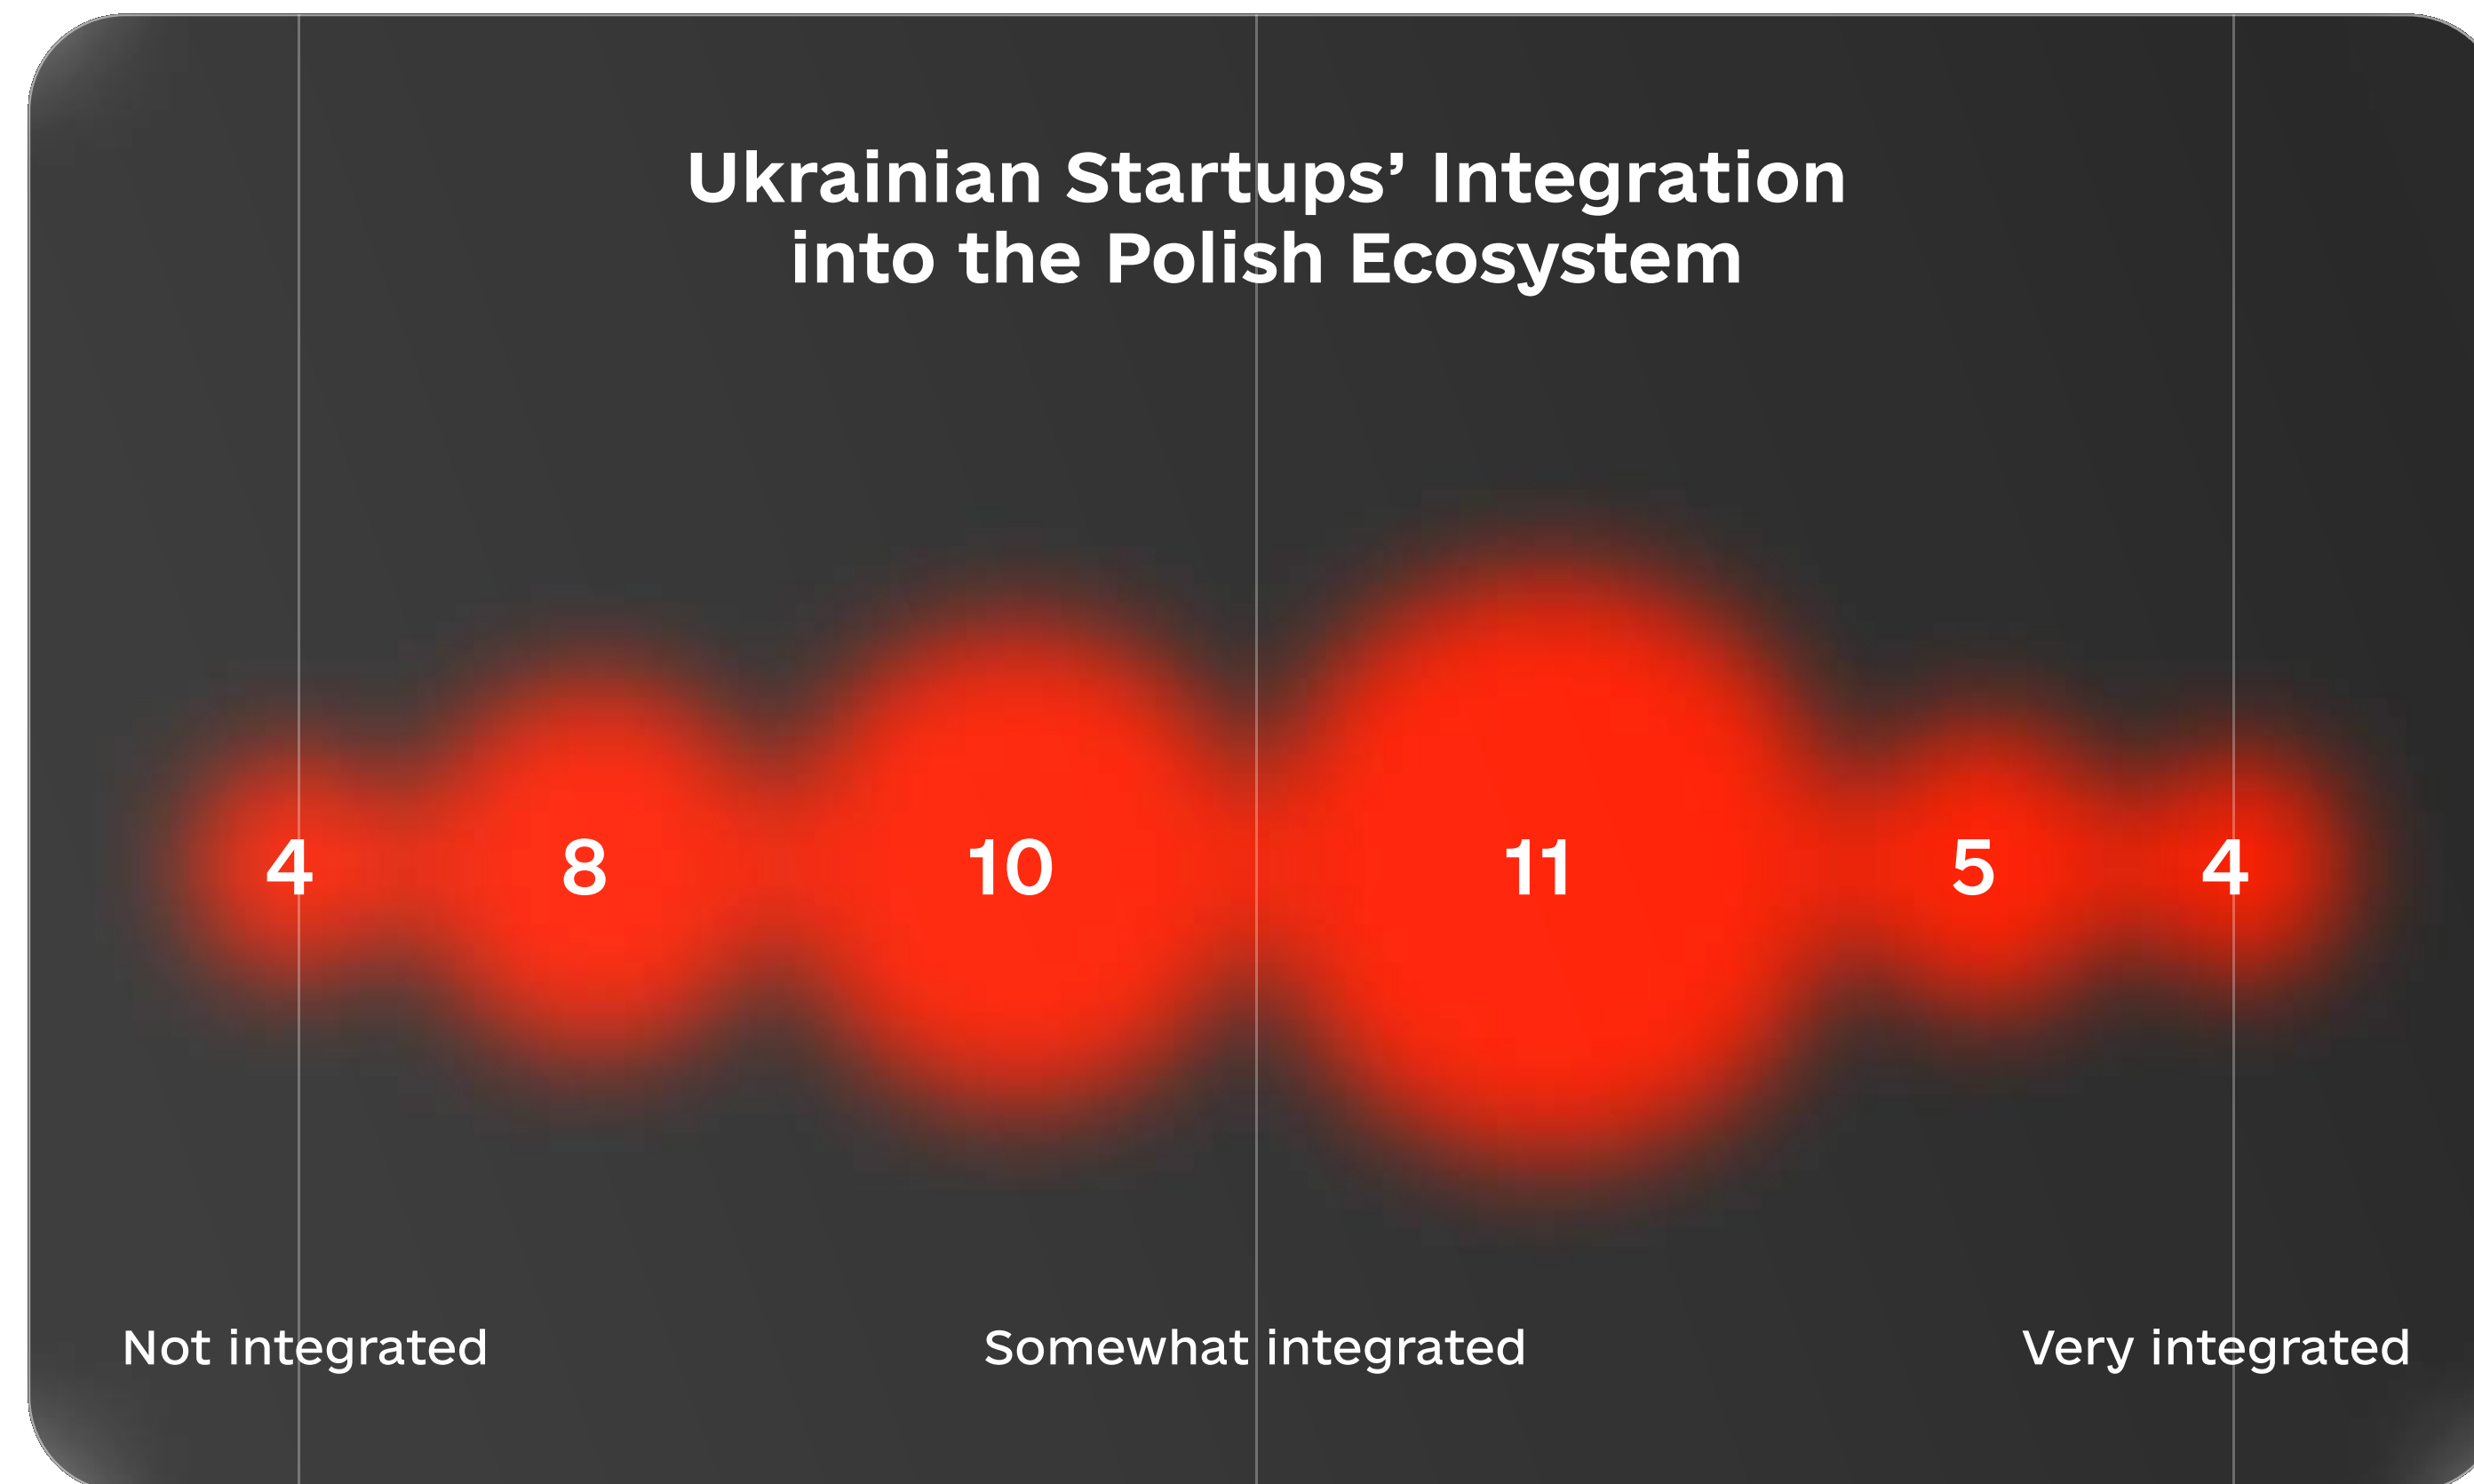 Ukrainian Startups’ Integration
into the Polish Ecosystem
4 8 10 11 5 4
Not integrated Somewhat integrated Very integrated